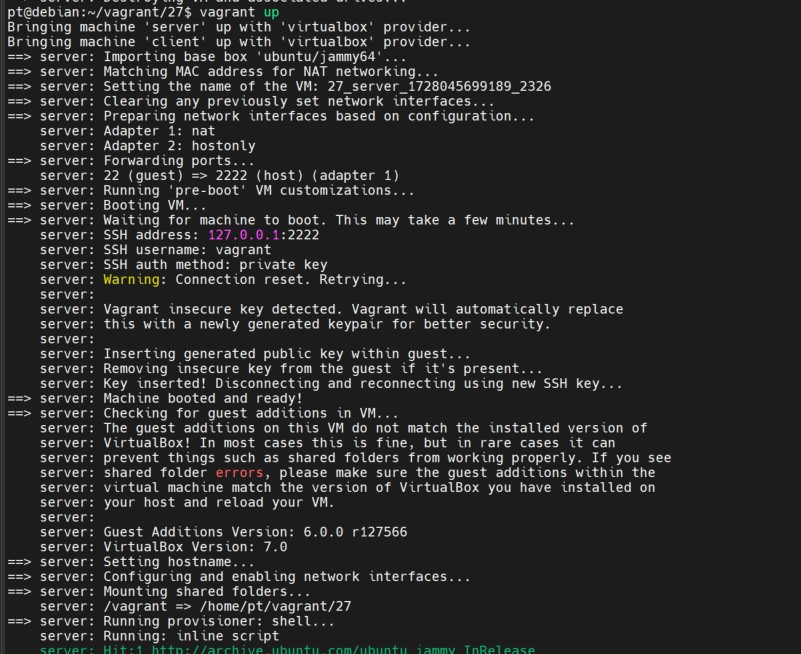 ==> server: Destroying VM and associated drives...
pt@debian:~/vagrant/27$ vagrant up
Bringing machine 'server' up with 'virtualbox' provider...
Bringing machine 'client' up with 'virtualbox' provider...
==> server: Importing base box 'ubuntu/jammy64'...
==> server: Matching MAC address for NAT networking...
==> server: Setting the name of the VM: 27_server_1728045699189_2326
==> server: Clearing any previously set network interfaces...
==> server: Preparing network interfaces based on configuration...
    server: Adapter 1: nat
    server: Adapter 2: hostonly
==> server: Forwarding ports...
    server: 22 (guest) => 2222 (host) (adapter 1)
==> server: Running 'pre-boot' VM customizations...
==> server: Booting VM...
==> server: Waiting for machine to boot. This may take a few minutes...
    server: SSH address: 127.0.0.1:2222
    server: SSH username: vagrant
    server: SSH auth method: private key
    server: Warning: Connection reset. Retrying...
    server:
    server: Vagrant insecure key detected. Vagrant will automatically replace
    server: this with a newly generated keypair for better security.
    server:
    server: Inserting generated public key within guest...
    server: Removing insecure key from the guest if it's present...
    server: Key inserted! Disconnecting and reconnecting using new SSH key...
==> server: Machine booted and ready!
==> server: Checking for guest additions in VM...
    server: The guest additions on this VM do not match the installed version of
    server: VirtualBox! In most cases this is fine, but in rare cases it can
    server: prevent things such as shared folders from working properly. If you see
    server: shared folder errors, please make sure the guest additions within the
    server: virtual machine match the version of VirtualBox you have installed on
    server: your host and reload your VM.
    server:
    server: Guest Additions Version: 6.0.0 r127566
    server: VirtualBox Version: 7.0
==> server: Setting hostname...
==> server: Configuring and enabling network interfaces...
==> server: Mounting shared folders...
    server: /vagrant => /home/pt/vagrant/27
==> server: Running provisioner: shell...
    server: Running: inline script
    server: Hit:1 http://archive.ubuntu.com/ubuntu jammy InRelease